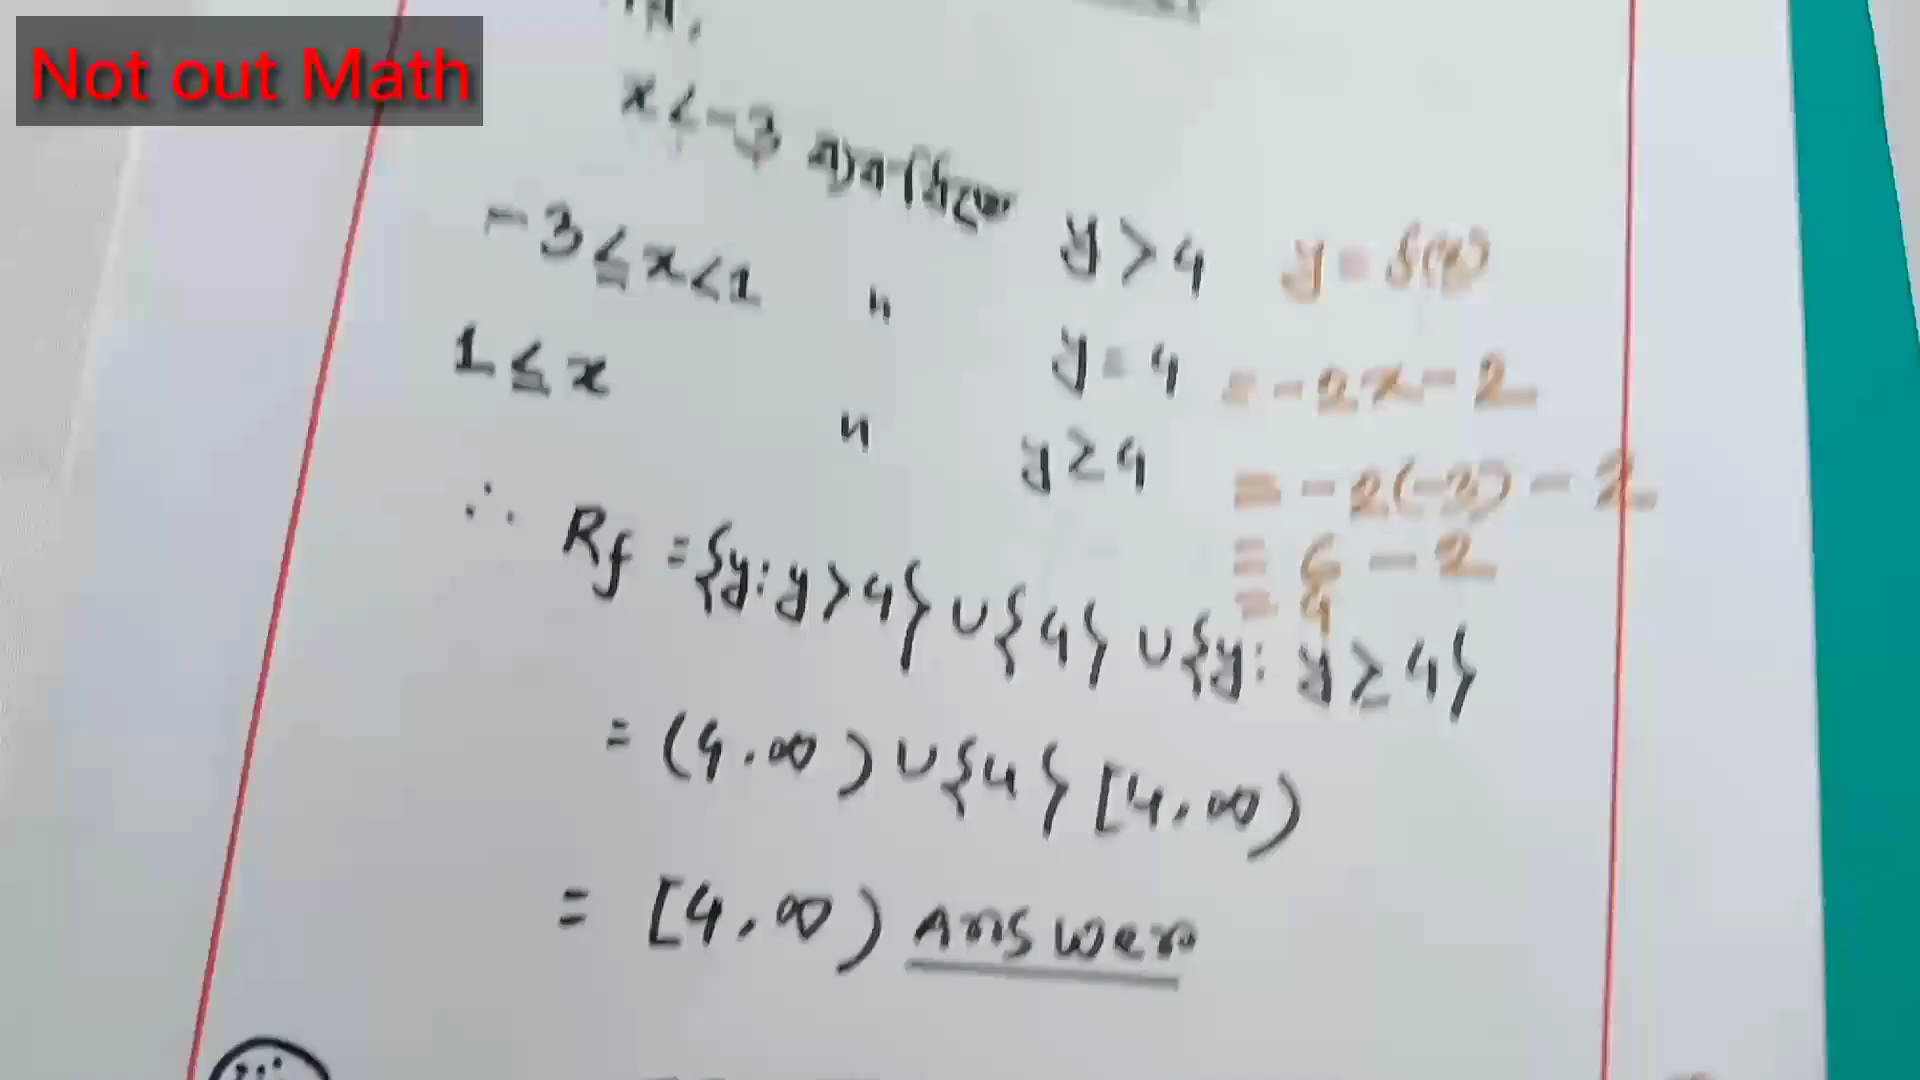 Not out Math
x < -3
y > 4
y = f(x)
-3 ≤ x < 1 " y = 4
= -2x - 2
1 ≤ x " y ≥ 4
= -2(-3) - 2
= 6 - 2
= 4
∴ Rf = {y: y > 4} ∪ {4} ∪ {y: y ≥ 4}
= (4, ∞) ∪ {4} [4, ∞)
= [4, ∞) Answer